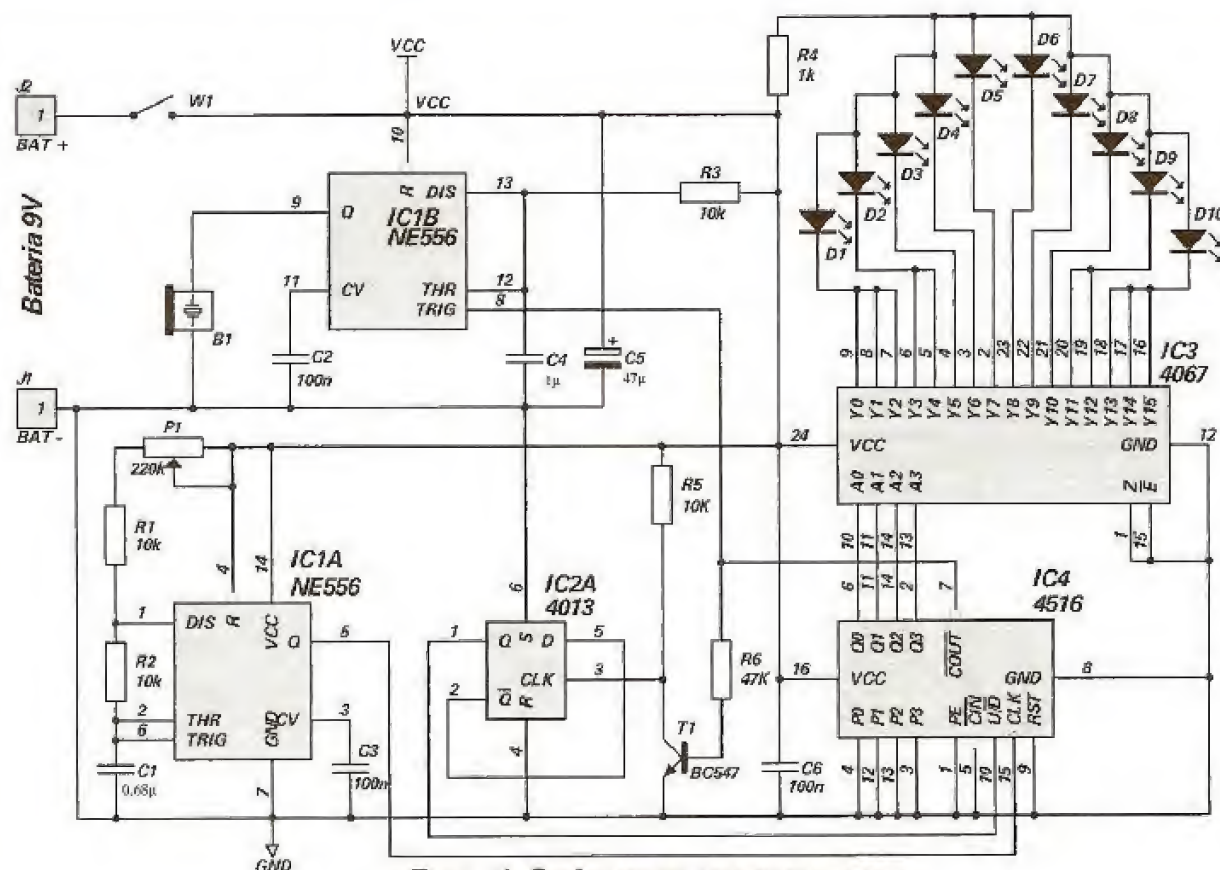 J2
1
BAT +
W1
VCC
VCC
Bateria 9V
10
R DIS
13
9
Q
IC1B
NE556
11
CV
THR
12
TRIG
8
B1
C2
100n
C4
1µ
+
C5
47µ
R3
10k
R4
1k
D1
D2
D3
D4
D5
D6
D7
D8
D9
D10
9 8 7 6 5 4 3 2 23 22 21 20 19 18 17 16
IC3
4067
Y0 Y1 Y2 Y3 Y4 Y5 Y6 Y7 Y8 Y9 Y10 Y11 Y12 Y13 Y14 Y15
24
VCC
GND
12
A0 A1 A2 A3
Z E
10 11 14 13
1 15
J1
1
BAT -
P1
220k
R1
10k
R2
10k
4
14
IC1A
NE556
1
DIS
R
VCC
Q
5
2
THR
6
TRIG
GND
CV
3
C1
0,68µ
C3
100n
7
GND
6
IC2A
4013
1
Q S D
5
CLK
3
2
Q
R
4
R5
10K
R6
47K
T1
BC547
C6
100n
6 11 14 2 7
IC4
4516
Q0 Q1 Q2 Q3 COUT
16
VCC
GND
8
P0 P1 P2 P3 PE CIN U/D CLK RST
4 12 13 3 1 5 10 15 9